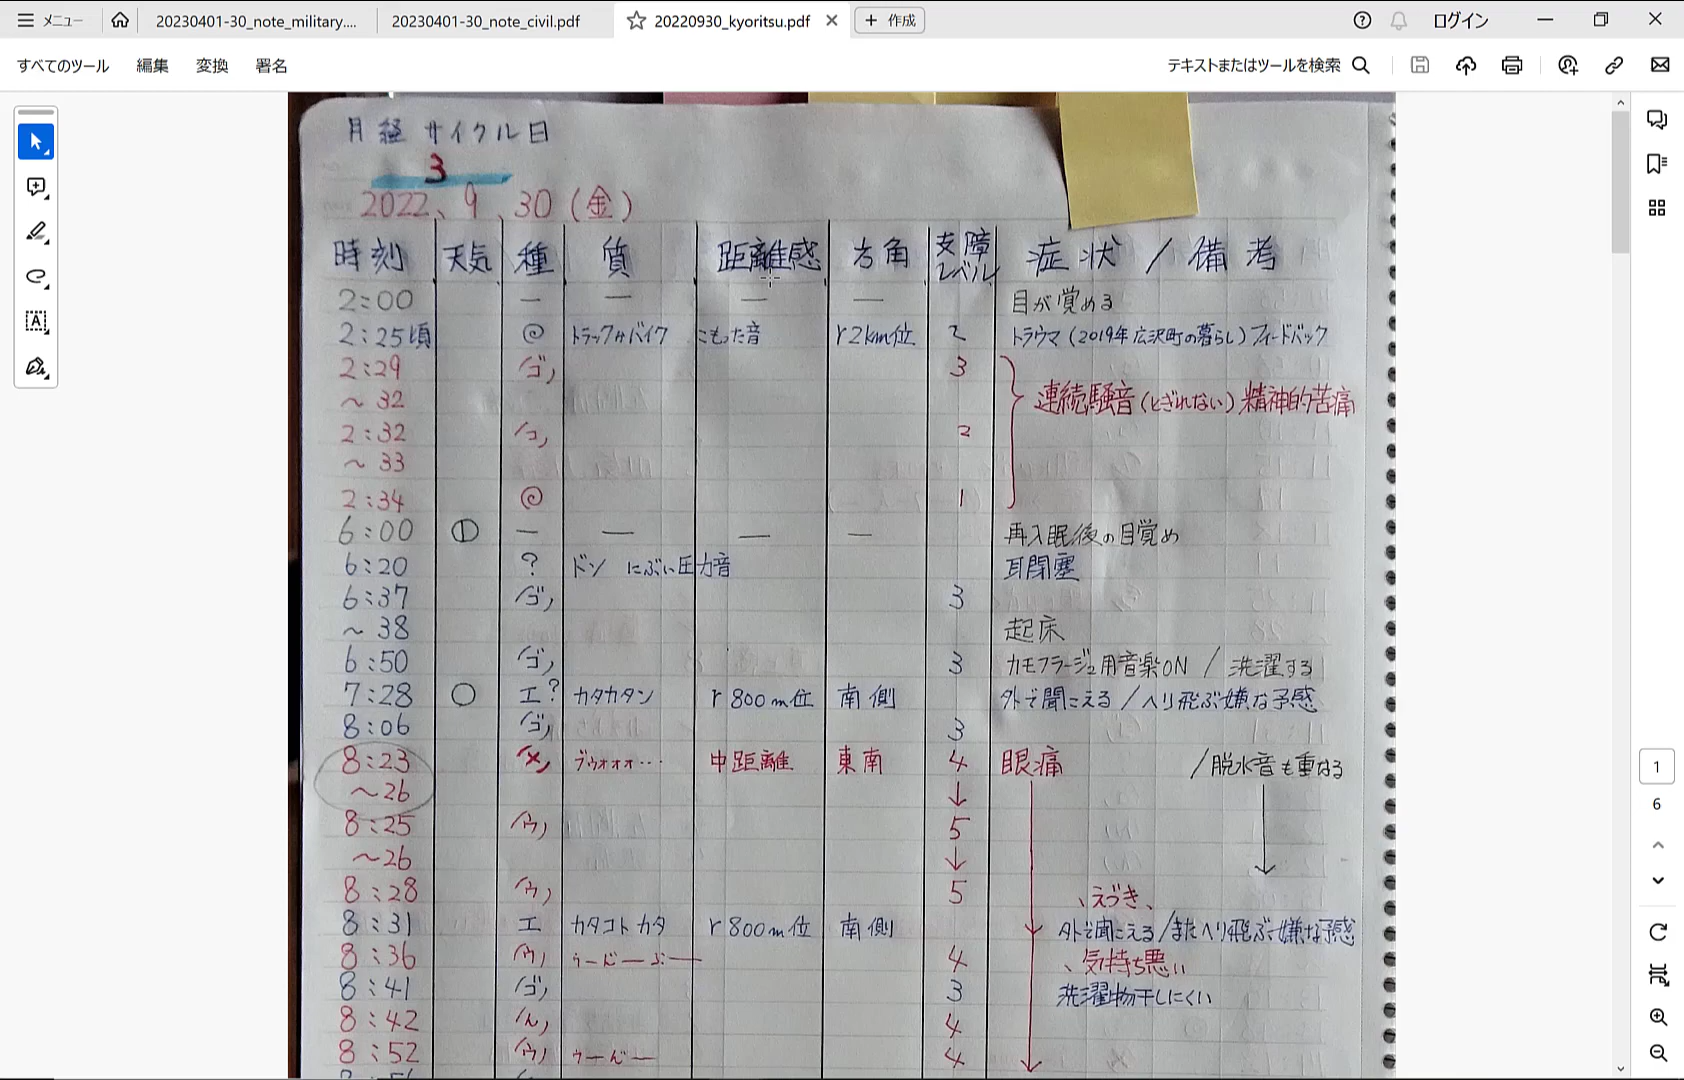 メニュー 20230401-30_note_military.... 20230401-30_note_civil.pdf 20220930_kyoritsu.pdf 作成 ログイン
すべてのツール 編集 変換 署名 テキストまたはツールを検索
月経サイクル日
3
2022、9、30(金)
時刻 天気 種 質 距離感 方角 支障レベル 症状/備考
2:00 — — — — 目が覚める
2:25頃 トラックかバイク こもった音 r2km位 2 トラウマ(2019年広沢町の暮らし)フィードバック
2:29 ゴ 3
~32 連続騒音(とぎれない)精神的苦痛
2:32 コ 2
~33
2:34 1
6:00 — — — — 再入眠後の目覚め
6:20 ? ドン にぶい圧力音 耳閉塞
6:37 ゴ 3
~38 起床
6:50 ゴ 3 カモフラージュ用音楽ON / 洗濯する
7:28 エ? カタカタン r800m位 南側 外で聞こえる/ヘリ飛ぶ嫌な予感
8:06 ゴ 3
8:23 ブゥォォォ… 中距離 東南 4 眼痛 /脱水音も重なる
~26
8:25 ウ 5
~26
8:28 ウ 5 、えづき、
8:31 エ カタコトカタ r800m位 南側 外で聞こえる/またヘリ飛ぶ嫌な予感
8:36 ウ 4 、気持ち悪い
8:41 ゴ 3 洗濯物干しにくい
8:42 ん 4
8:52 ウ 4
1
6